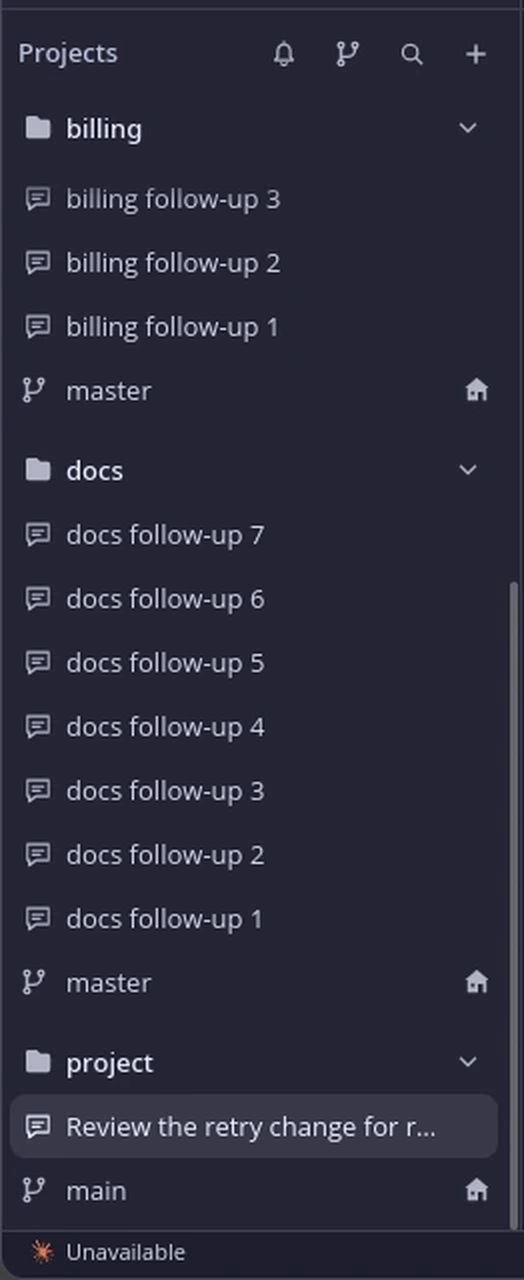 Projects
billing
billing follow-up 3
billing follow-up 2
billing follow-up 1
master
docs
docs follow-up 7
docs follow-up 6
docs follow-up 5
docs follow-up 4
docs follow-up 3
docs follow-up 2
docs follow-up 1
master
project
Review the retry change for r...
main
Unavailable